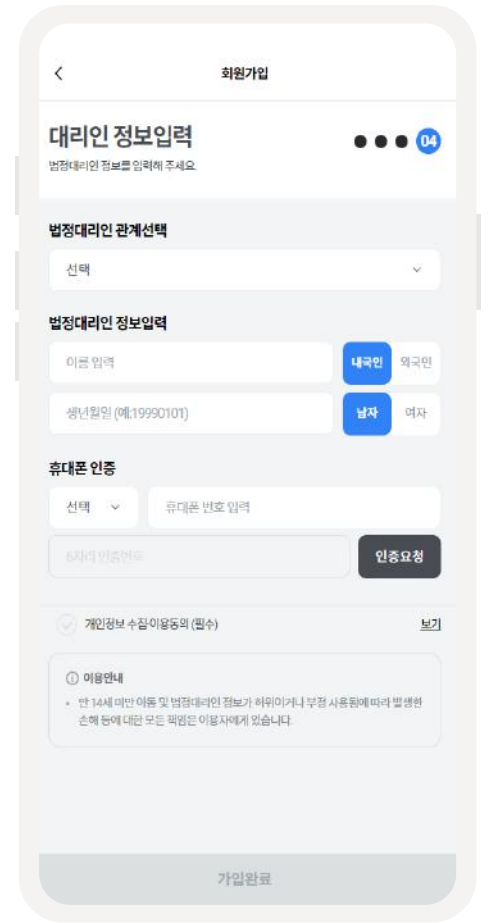 회원가입
대리인 정보입력
04
법정대리인 정보를 입력해 주세요.
법정대리인 관계선택
선택
법정대리인 정보입력
이름 입력
내국인
외국인
생년월일 (예:19990101)
남자
여자
휴대폰 인증
선택
휴대폰 번호 입력
6자리 인증번호
인증요청
개인정보 수집·이용동의 (필수)
보기
이용안내
만 14세 미만 아동 및 법정대리인 정보가 허위이거나 부정 사용됨에 따라 발생한
손해 등에 대한 모든 책임은 이용자에게 있습니다.
가입완료